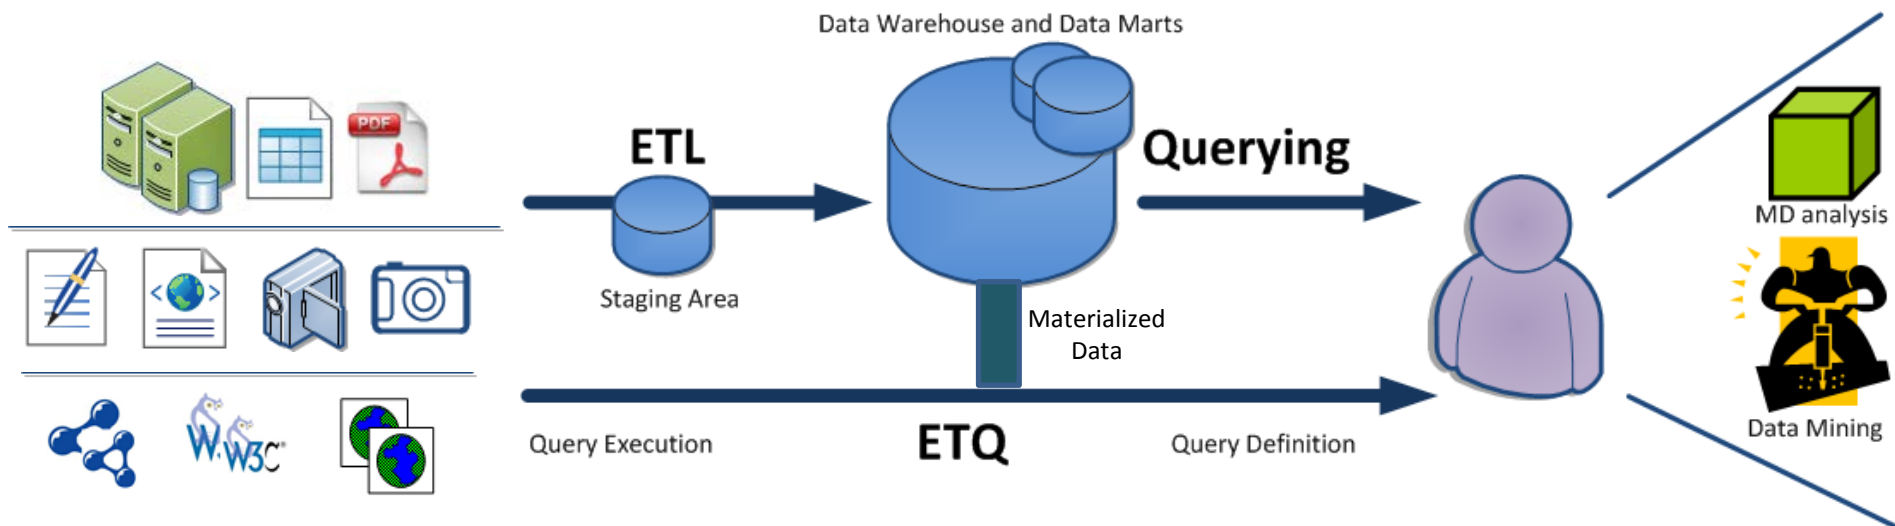 Data Warehouse and Data Marts
PDF
ETL
Querying
MD analysis
Staging Area
Materialized
Data
W.
W3C®
Query Execution
ETQ
Query Definition
Data Mining